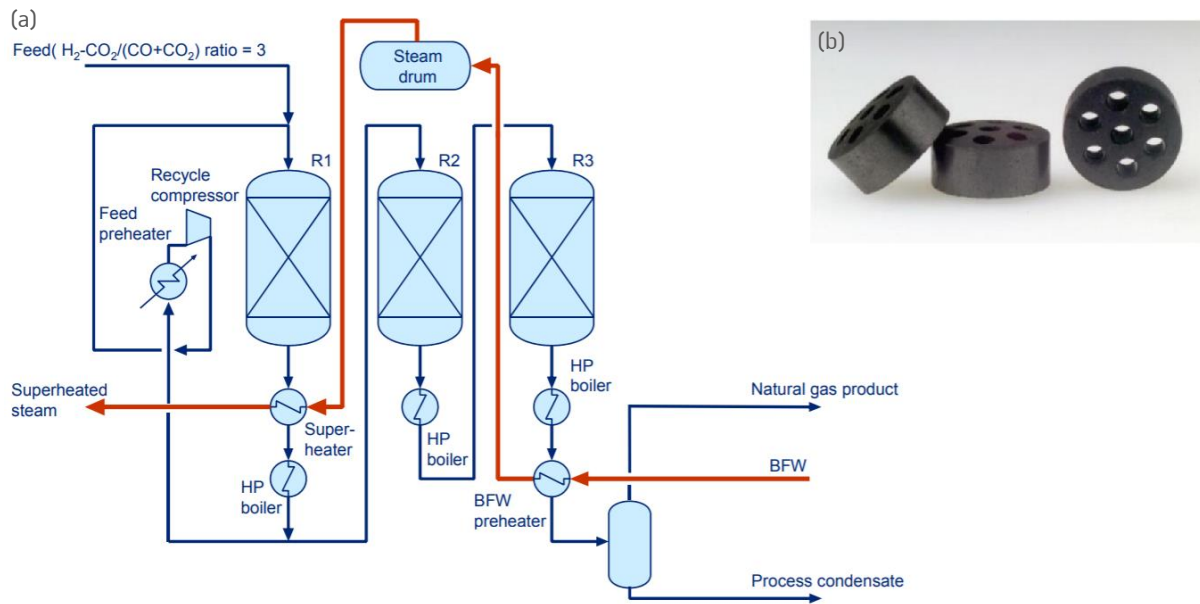 (a)
Feed( H₂-CO₂/(CO+CO₂) ratio = 3
Steam
drum
(b)
R1
R2
R3
Recycle
compressor
Feed
preheater
HP
boiler
Superheated
steam
Natural gas product
Super-
heater
HP
boiler
HP
boiler
BFW
BFW
preheater
Process condensate